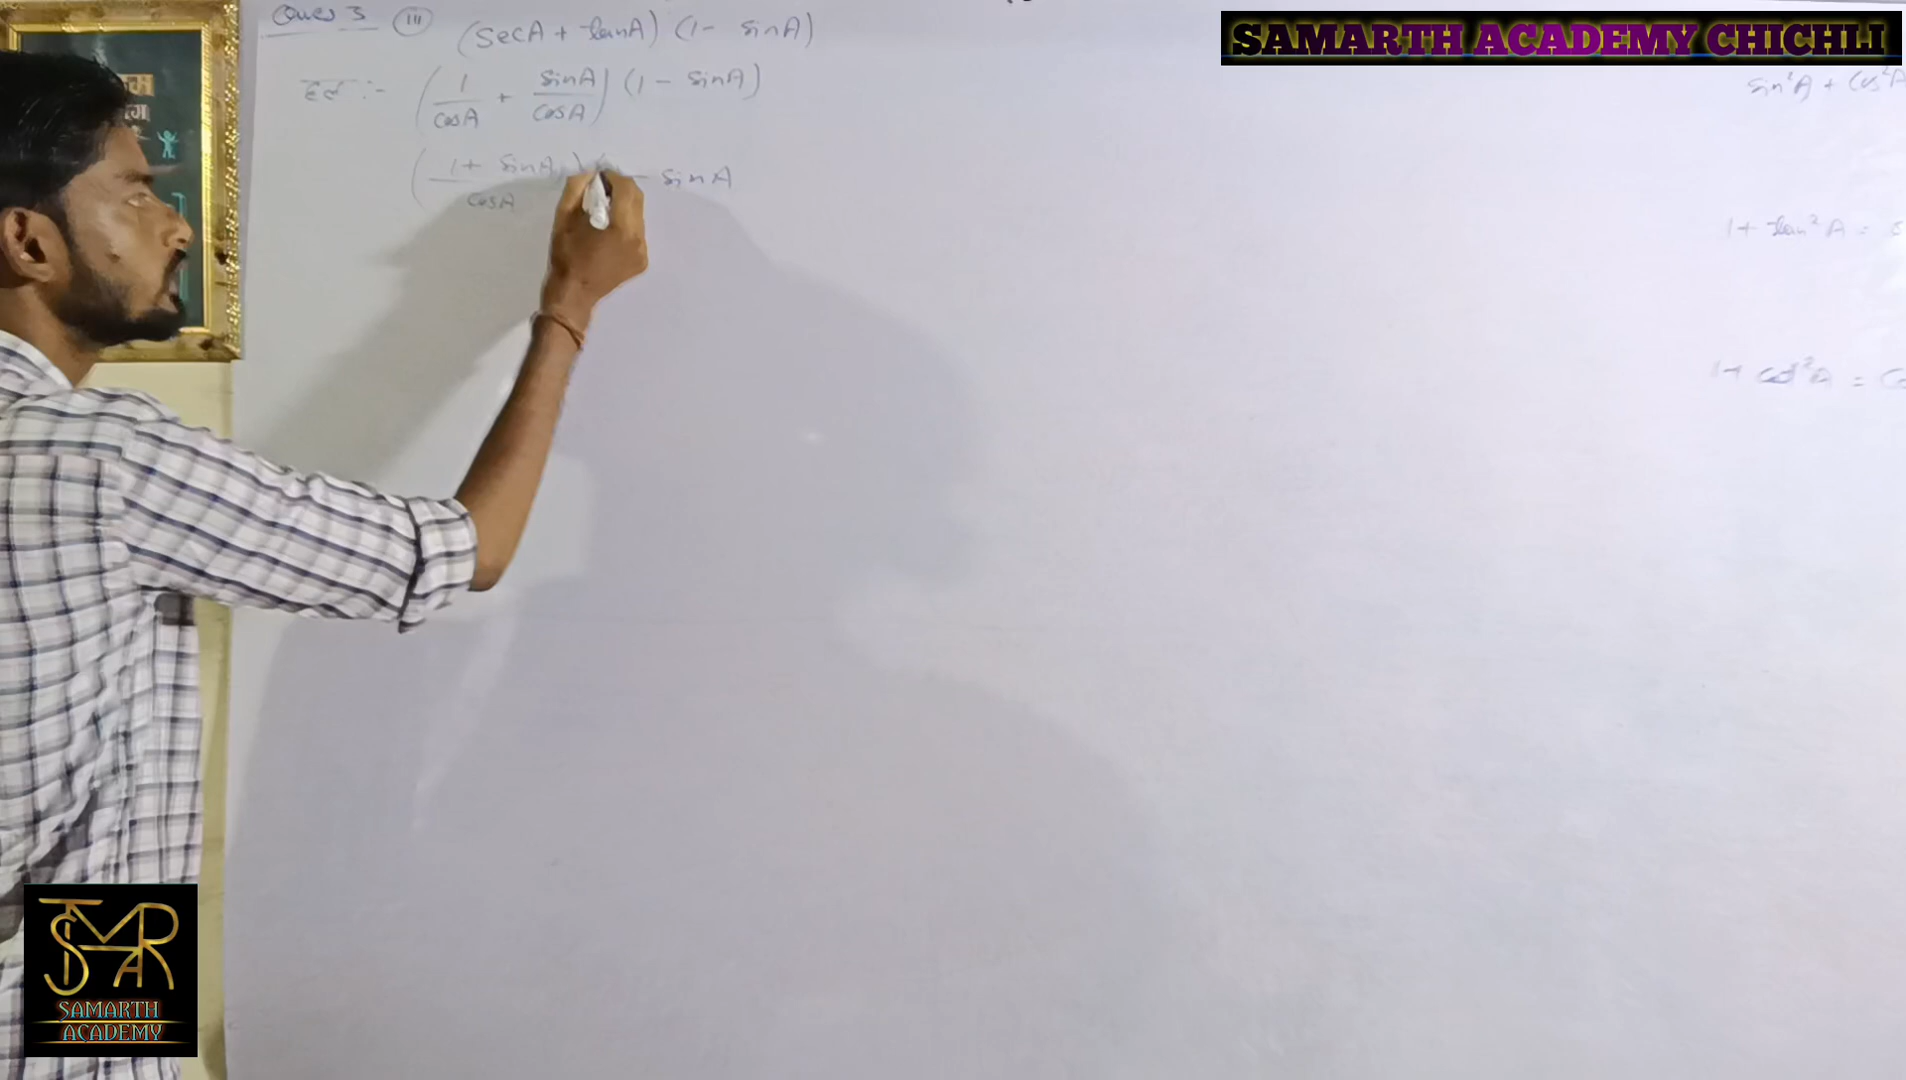 Ques 3 (iii) (secA + tanA) (1 - sinA)
हल :- (1/cosA + sinA/cosA) (1 - sinA)
(1 + sinA/cosA) ( - sinA
SAMARTH ACADEMY CHICHLI
sin²A + cos²A
1 + tan²A = s
1 + cot²A = Co
SAMARTH
ACADEMY